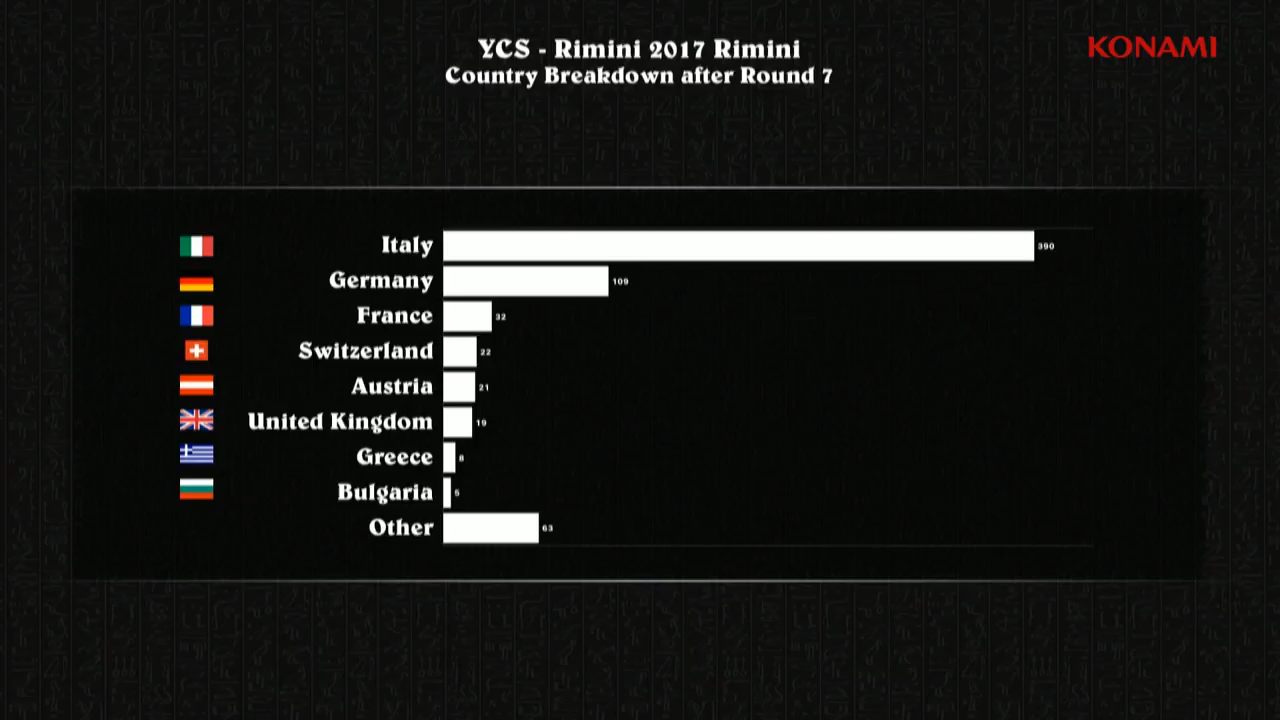 YCS - Rimini 2017 Rimini
Country Breakdown after Round 7
KONAMI
Italy 390
Germany 109
France 32
Switzerland 22
Austria 21
United Kingdom 19
Greece 8
Bulgaria 5
Other 63